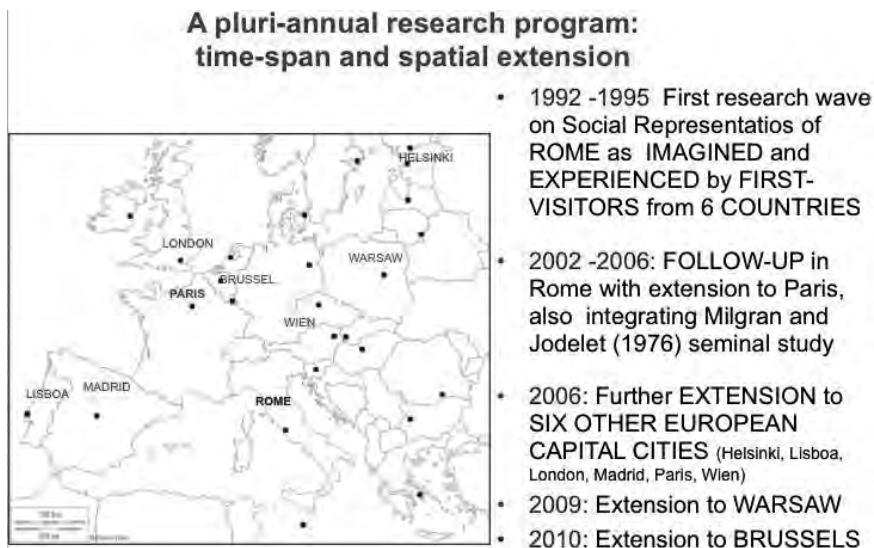 A pluri-annual research program:
time-span and spatial extension
• 1992 -1995 First research wave
on Social Representatios of
ROME as IMAGINED and
EXPERIENCED by FIRST-
VISITORS from 6 COUNTRIES
• 2002 -2006: FOLLOW-UP in
Rome with extension to Paris,
also integrating Milgran and
Jodelet (1976) seminal study
• 2006: Further EXTENSION to
SIX OTHER EUROPEAN
CAPITAL CITIES (Helsinki, Lisboa,
London, Madrid, Paris, Wien)
• 2009: Extension to WARSAW
• 2010: Extension to BRUSSELS
HELSINKI
LONDON
WARSAW
BRUSSEL
PARIS
WIEN
MADRID
LISBOA
ROME